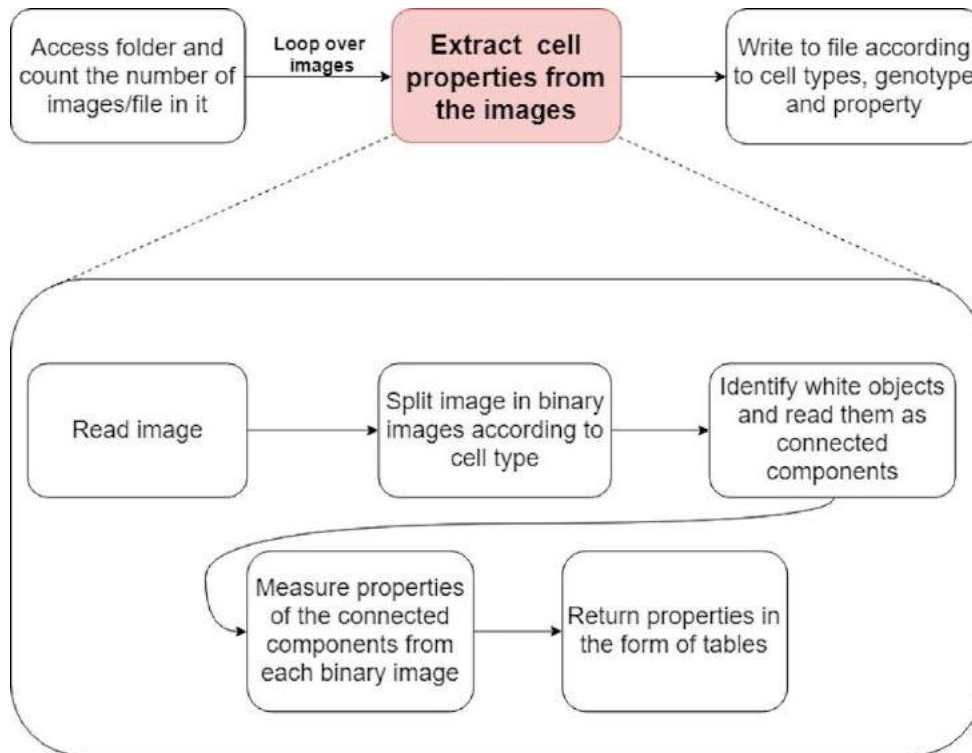 Access folder and
count the number of
images/file in it
Loop over
images
Extract cell
properties from
the images
Write to file according
to cell types, genotype
and property
Read image
Split image in binary
images according to
cell type
Identify white objects
and read them as
connected
components
Measure properties
of the connected
components from
each binary image
Return properties in
the form of tables